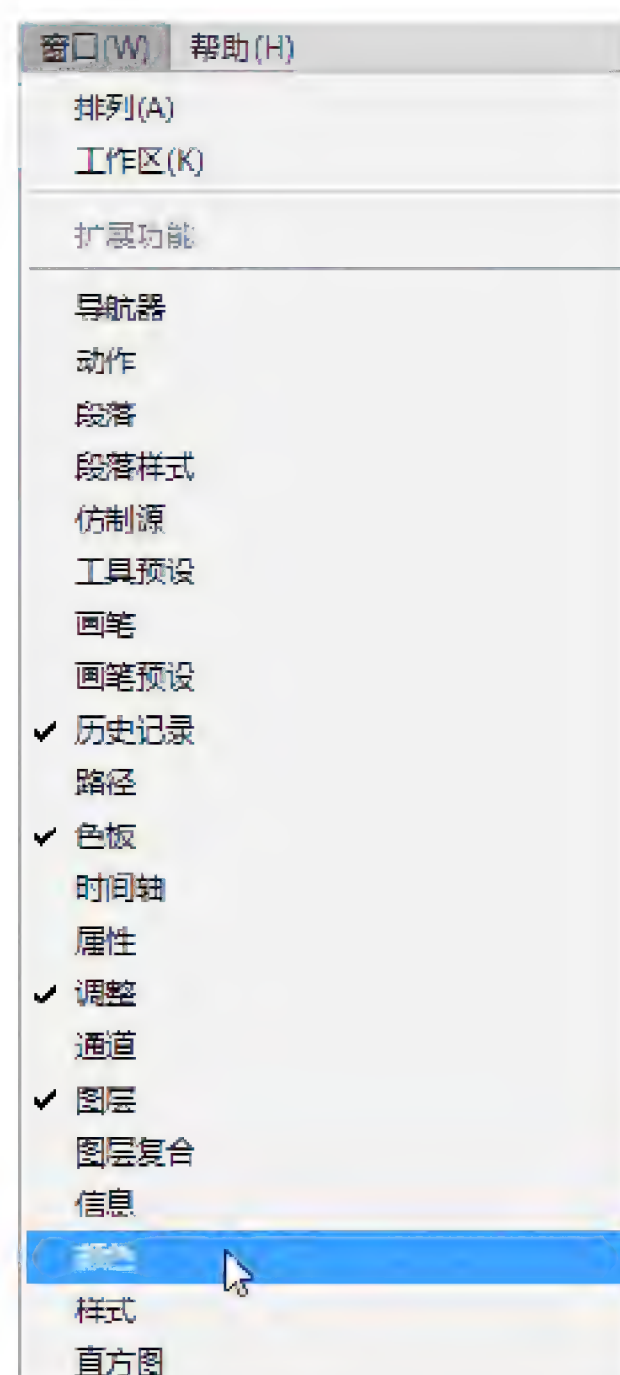 窗口(W) 帮助(H)
排列(A)
工作区(K)
扩展功能
导航器
动作
段落
段落样式
仿制源
工具预设
画笔
画笔预设
历史记录
路径
色板
时间轴
属性
调整
通道
图层
图层复合
信息
颜色
样式
直方图